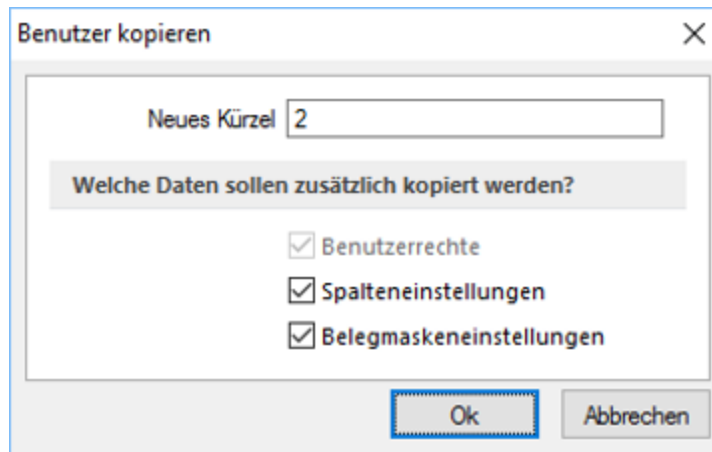 Benutzer kopieren
Neues Kürzel 2
Welche Daten sollen zusätzlich kopiert werden?
Benutzerrechte
Spalteneinstellungen
Belegmaskeneinstellungen
Ok Abbrechen